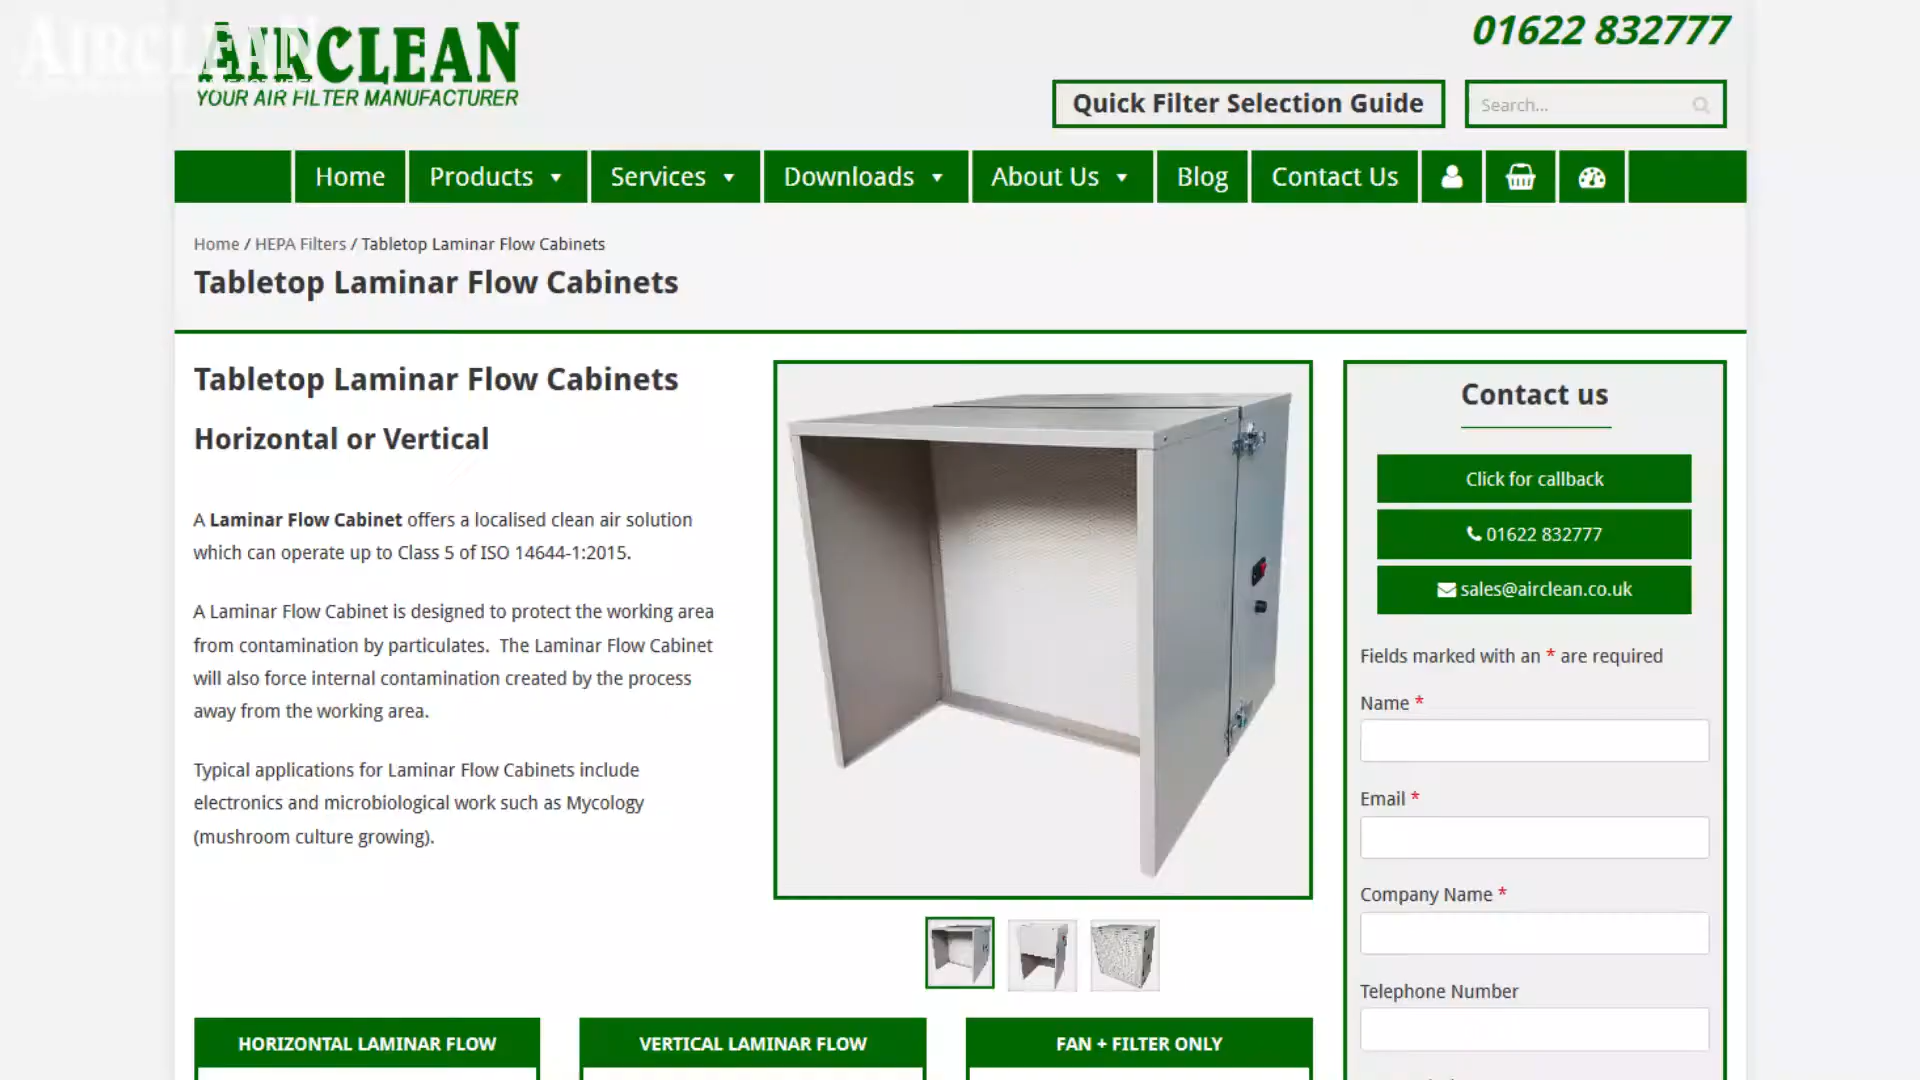 AIRCLEAN
YOUR AIR FILTER MANUFACTURER
01622 832777
Quick Filter Selection Guide
Search...
Home
Products
Services
Downloads
About Us
Blog
Contact Us
Home / HEPA Filters / Tabletop Laminar Flow Cabinets
Tabletop Laminar Flow Cabinets
Tabletop Laminar Flow Cabinets
Horizontal or Vertical
A Laminar Flow Cabinet offers a localised clean air solution
which can operate up to Class 5 of ISO 14644-1:2015.
A Laminar Flow Cabinet is designed to protect the working area
from contamination by particulates. The Laminar Flow Cabinet
will also force internal contamination created by the process
away from the working area.
Typical applications for Laminar Flow Cabinets include
electronics and microbiological work such as Mycology
(mushroom culture growing).
HORIZONTAL LAMINAR FLOW
VERTICAL LAMINAR FLOW
FAN + FILTER ONLY
Contact us
Click for callback
01622 832777
sales@airclean.co.uk
Fields marked with an * are required
Name *
Email *
Company Name *
Telephone Number
AIRCLEAN